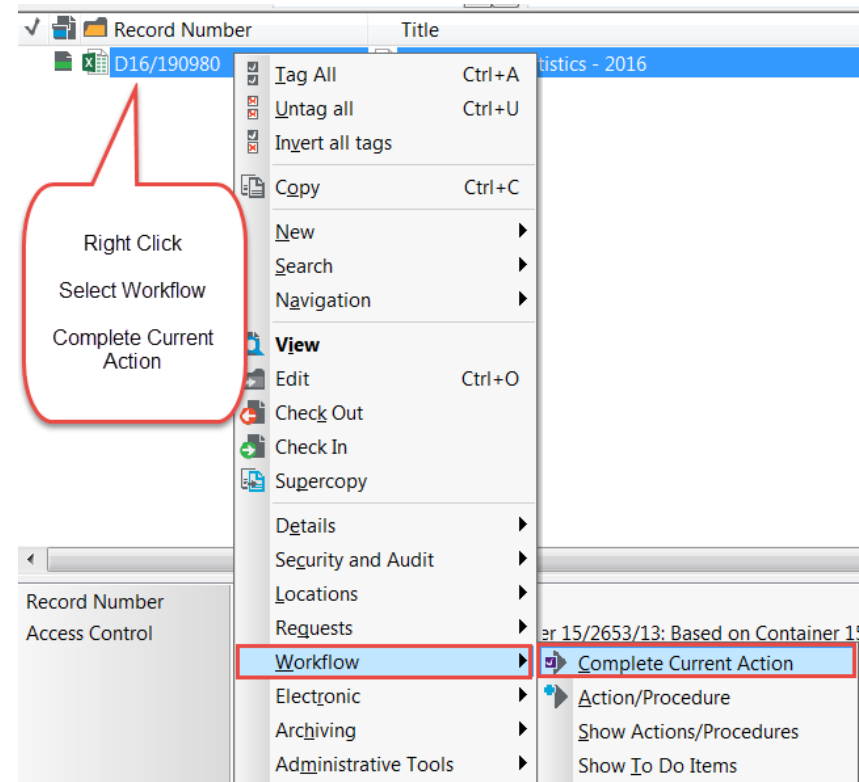 Record Number Title
D16/190980 tistics - 2016
Tag All Ctrl+A
Untag all Ctrl+U
Invert all tags
Copy Ctrl+C
New
Search
Navigation
View
Edit Ctrl+O
Check Out
Check In
Supercopy
Details
Security and Audit
Locations
Requests
Workflow
Electronic
Archiving
Administrative Tools
Right Click
Select Workflow
Complete Current
Action
Record Number
Access Control er 15/2653/13: Based on Container 15
Complete Current Action
Action/Procedure
Show Actions/Procedures
Show To Do Items